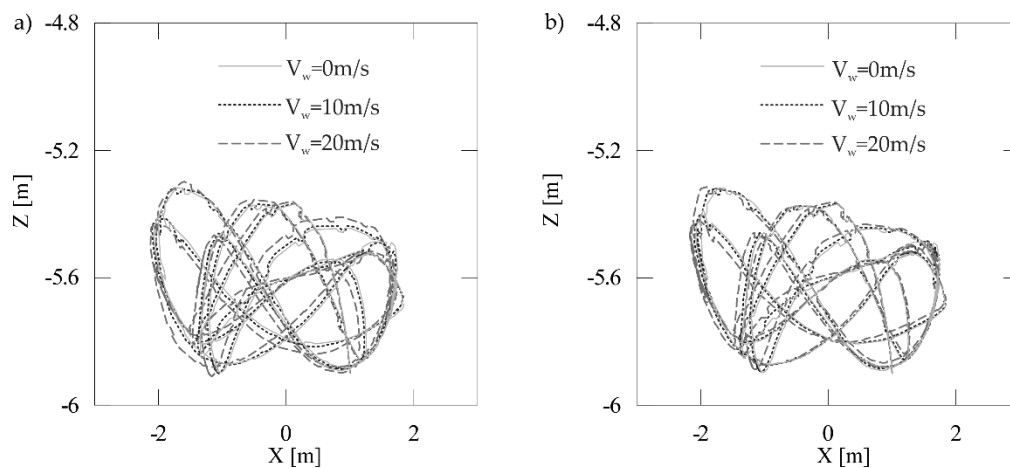 a)
-4.8
V_w=0m/s
V_w=10m/s
V_w=20m/s
-5.2
Z [m]
-5.6
-6
-2
0
2
X [m]
b)
-4.8
V_w=0m/s
V_w=10m/s
V_w=20m/s
-5.2
Z [m]
-5.6
-6
-2
0
2
X [m]